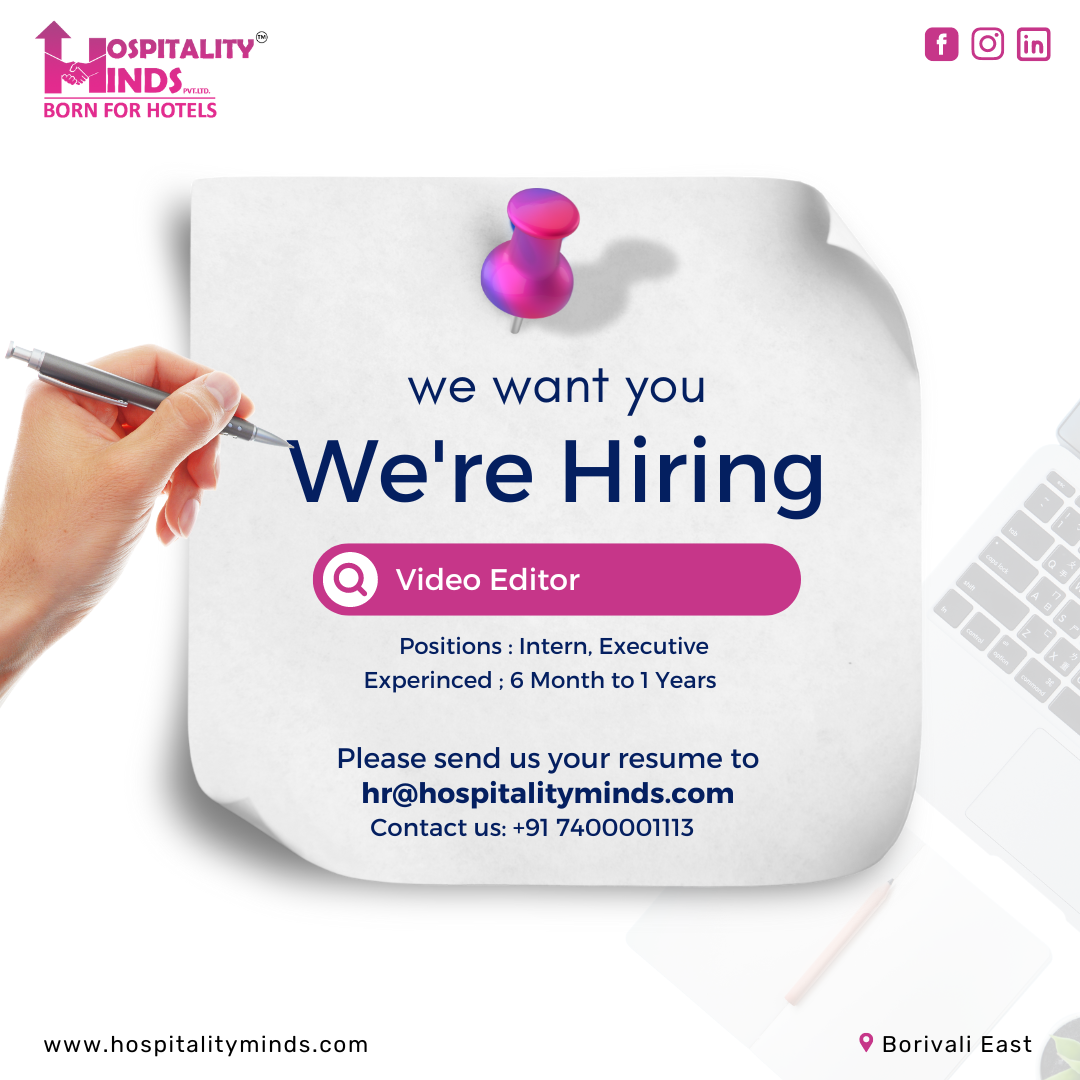 HOSPITALITY TM
MINDS PVT.LTD.
BORN FOR HOTELS
we want you
We're Hiring
Video Editor
Positions : Intern, Executive
Experinced ; 6 Month to 1 Years
Please send us your resume to
hr@hospitalityminds.com
Contact us: +91 7400001113
www.hospitalityminds.com
Borivali East